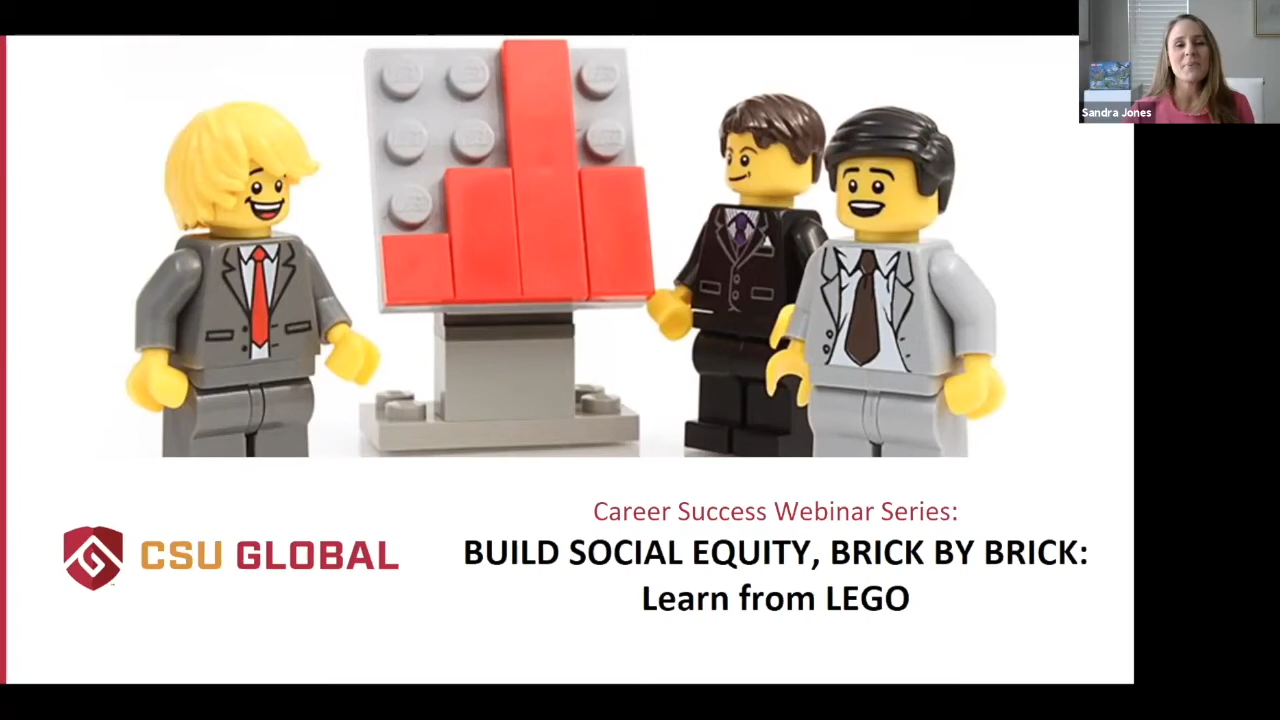 Sandra Jones
Career Success Webinar Series:
CSU GLOBAL
BUILD SOCIAL EQUITY, BRICK BY BRICK:
Learn from LEGO